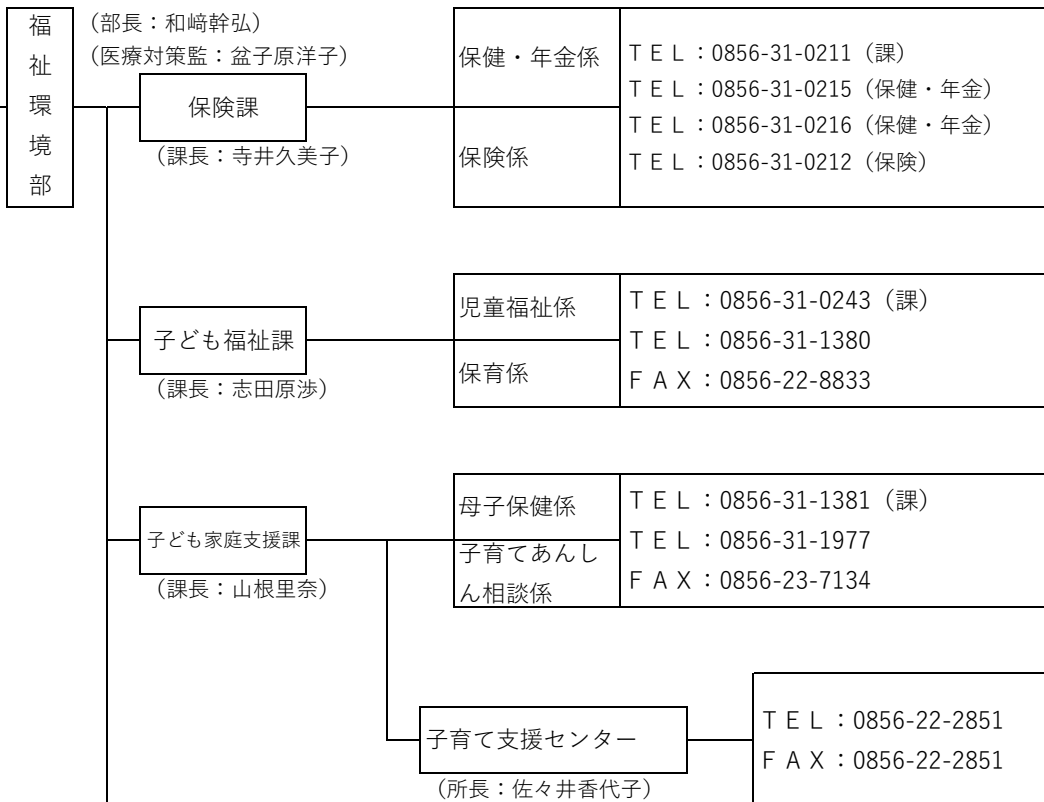 福祉環境部
（部長：和﨑幹弘）
（医療対策監：盆子原洋子）
保険課
（課長：寺井久美子）
保健・年金係
保険係
ＴＥＬ：0856-31-0211（課）
ＴＥＬ：0856-31-0215（保健・年金）
ＴＥＬ：0856-31-0216（保健・年金）
ＴＥＬ：0856-31-0212（保険）
子ども福祉課
（課長：志田原渉）
児童福祉係
保育係
ＴＥＬ：0856-31-0243（課）
ＴＥＬ：0856-31-1380
ＦＡＸ：0856-22-8833
子ども家庭支援課
（課長：山根里奈）
母子保健係
子育てあんし
ん相談係
ＴＥＬ：0856-31-1381（課）
ＴＥＬ：0856-31-1977
ＦＡＸ：0856-23-7134
子育て支援センター
（所長：佐々井香代子）
ＴＥＬ：0856-22-2851
ＦＡＸ：0856-22-2851